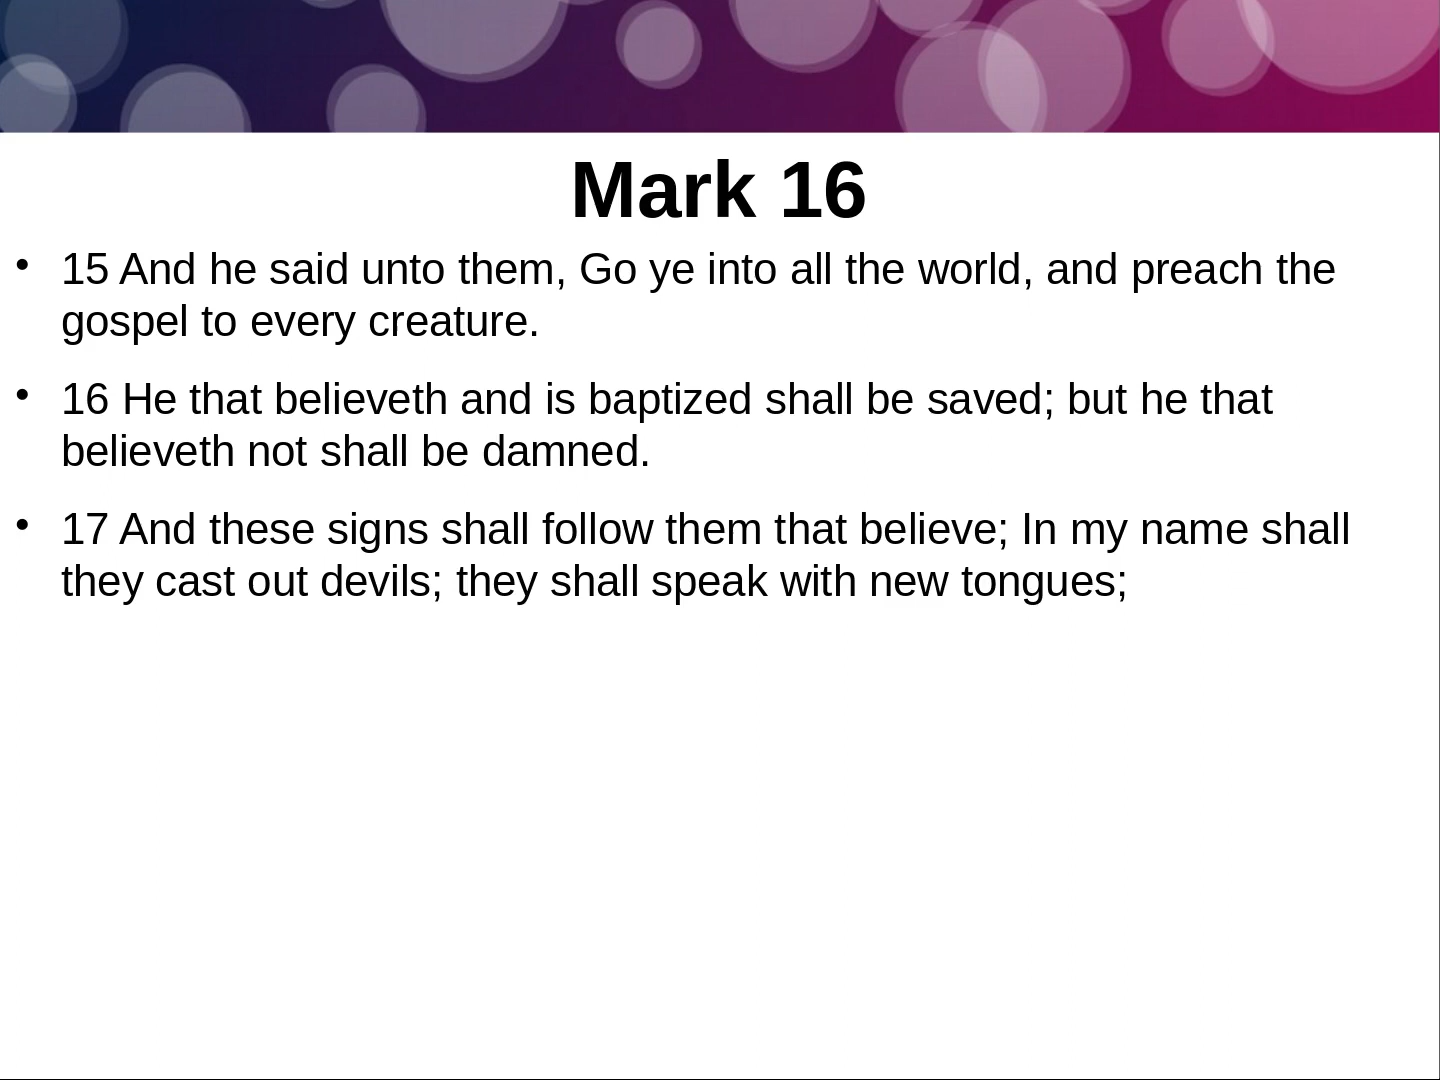 Mark 16
• 15 And he said unto them, Go ye into all the world, and preach the
gospel to every creature.
• 16 He that believeth and is baptized shall be saved; but he that
believeth not shall be damned.
• 17 And these signs shall follow them that believe; In my name shall
they cast out devils; they shall speak with new tongues;